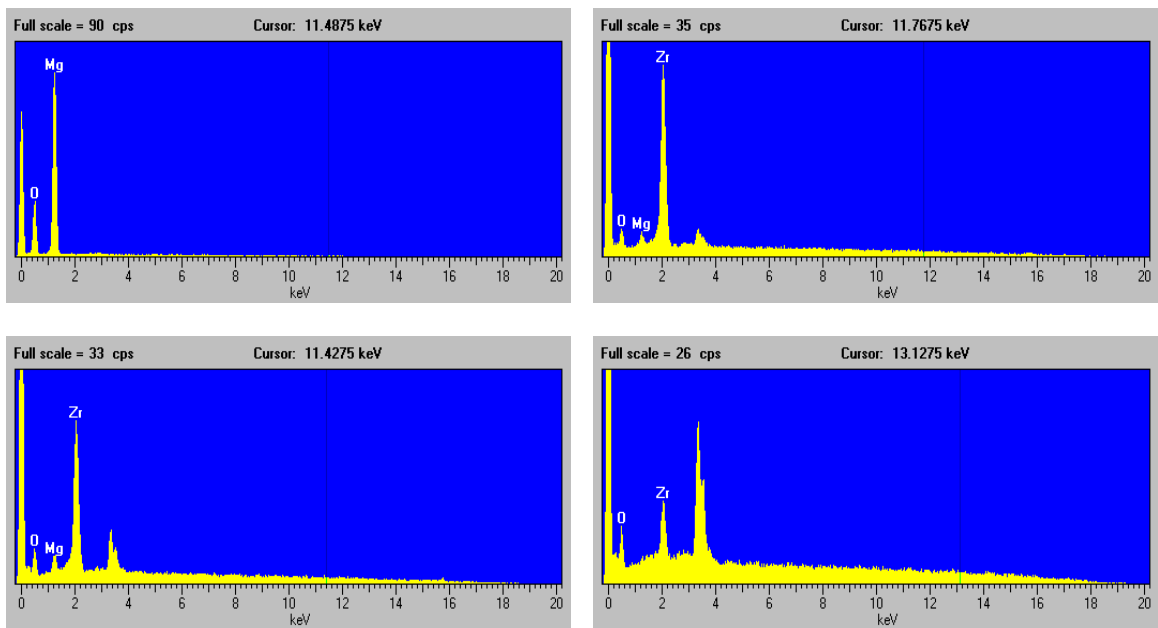 Full scale = 90 cps Cursor: 11.4875 keV
Mg
O
0 2 4 6 8 10 12 14 16 18 20
keV
Full scale = 35 cps Cursor: 11.7675 keV
Zr
O Mg
0 2 4 6 8 10 12 14 16 18 20
keV
Full scale = 33 cps Cursor: 11.4275 keV
Zr
O Mg
0 2 4 6 8 10 12 14 16 18 20
keV
Full scale = 26 cps Cursor: 13.1275 keV
Zr
O
0 2 4 6 8 10 12 14 16 18 20
keV